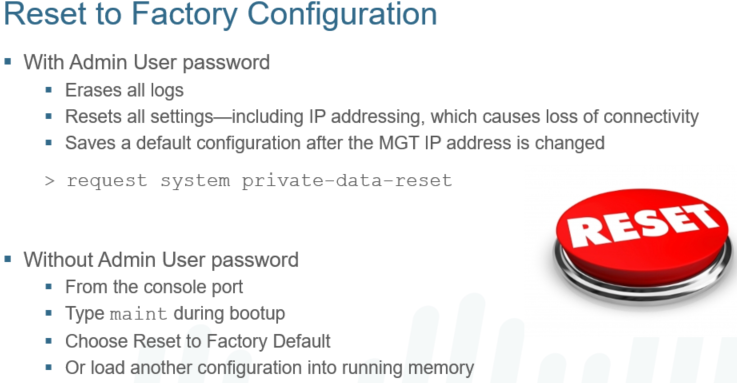 Reset to Factory Configuration
With Admin User password
Erases all logs
Resets all settings—including IP addressing, which causes loss of connectivity
Saves a default configuration after the MGT IP address is changed
> request system private-data-reset
RESET
Without Admin User password
From the console port
Type maint during bootup
Choose Reset to Factory Default
Or load another configuration into running memory